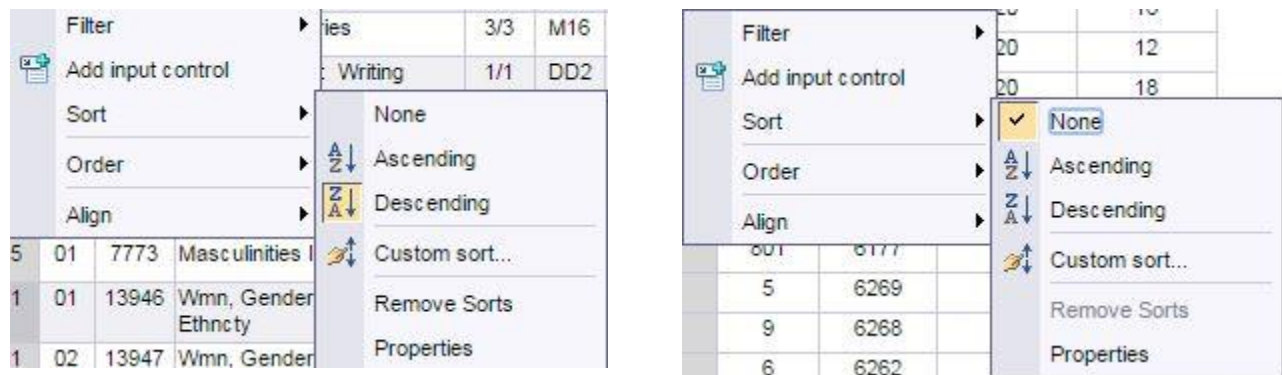 Filter
ies 3/3 M16
Add input control
: Writing 1/1 DD2
Sort
None
Order
Ascending
Descending
Align
5 01 7773 Masculinities I
Custom sort...
1 01 13946 Wmn, Gender
Ethncty
Remove Sorts
1 02 13947 Wmn, Gender
Properties
Filter
20 12
Add input control
20 18
Sort
None
Order
Ascending
Descending
Align
801 6177
Custom sort...
5 6269
Remove Sorts
9 6268
Properties
6 6262